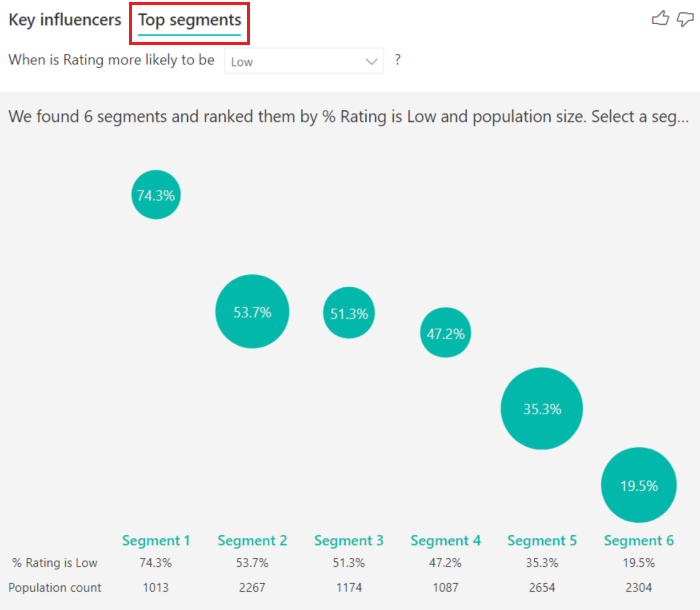 Key influencers Top segments
When is Rating more likely to be Low ?
We found 6 segments and ranked them by % Rating is Low and population size. Select a seg...
74.3%
53.7%
51.3%
47.2%
35.3%
19.5%
Segment 1 Segment 2 Segment 3 Segment 4 Segment 5 Segment 6
% Rating is Low 74.3% 53.7% 51.3% 47.2% 35.3% 19.5%
Population count 1013 2267 1174 1087 2654 2304